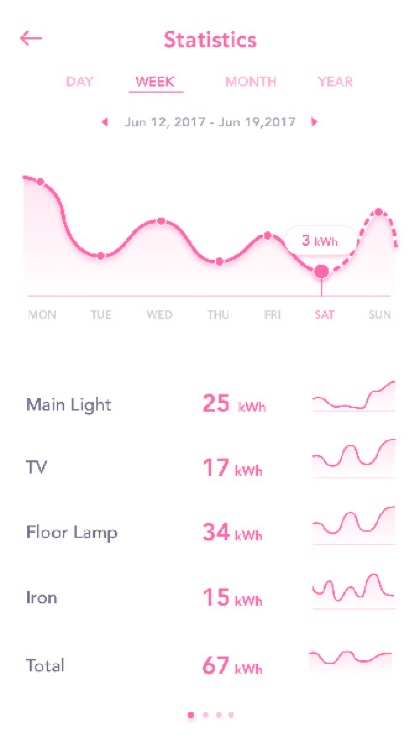 Statistics
DAY WEEK MONTH YEAR
Jun 12, 2017 - Jun 19,2017
3 kWh
MON TUE WED THU FRI SAT SUN
Main Light 25 kWh
TV 17 kWh
Floor Lamp 34 kWh
Iron 15 kWh
Total 67 kWh